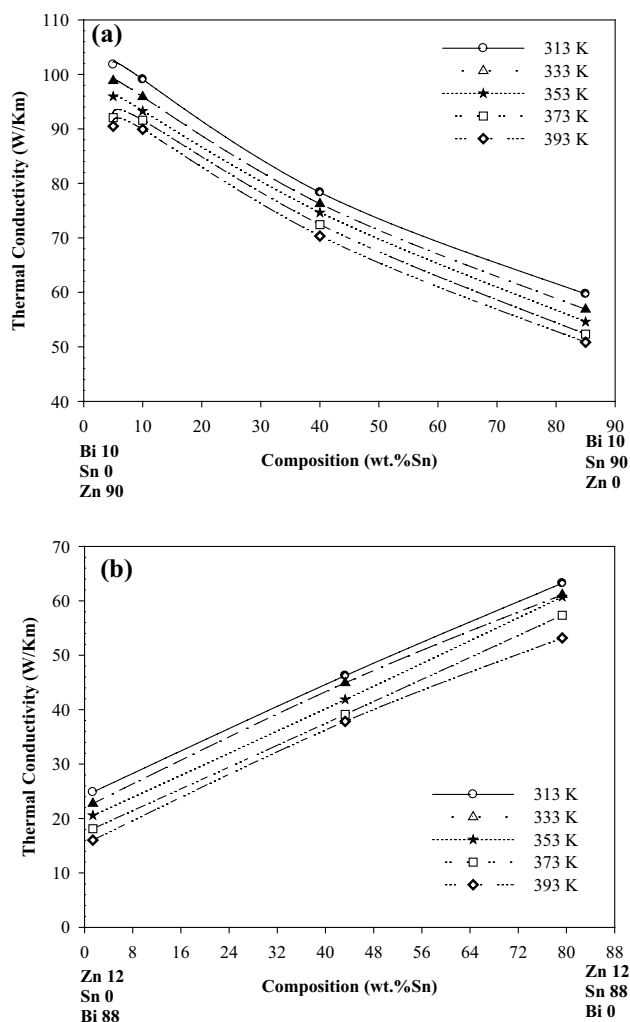 (a)
313 K
333 K
353 K
373 K
393 K
Thermal Conductivity (W/Km)
110
100
90
80
70
60
50
40
0 10 20 30 40 50 60 70 80 90
Bi 10
Sn 0
Zn 90
Composition (wt.%Sn)
Bi 10
Sn 90
Zn 0
(b)
Thermal Conductivity (W/Km)
70
60
50
40
30
20
10
0
313 K
333 K
353 K
373 K
393 K
0 8 16 24 32 40 48 56 64 72 80 88
Zn 12
Sn 0
Bi 88
Composition (wt.%Sn)
Zn 12
Sn 88
Bi 0